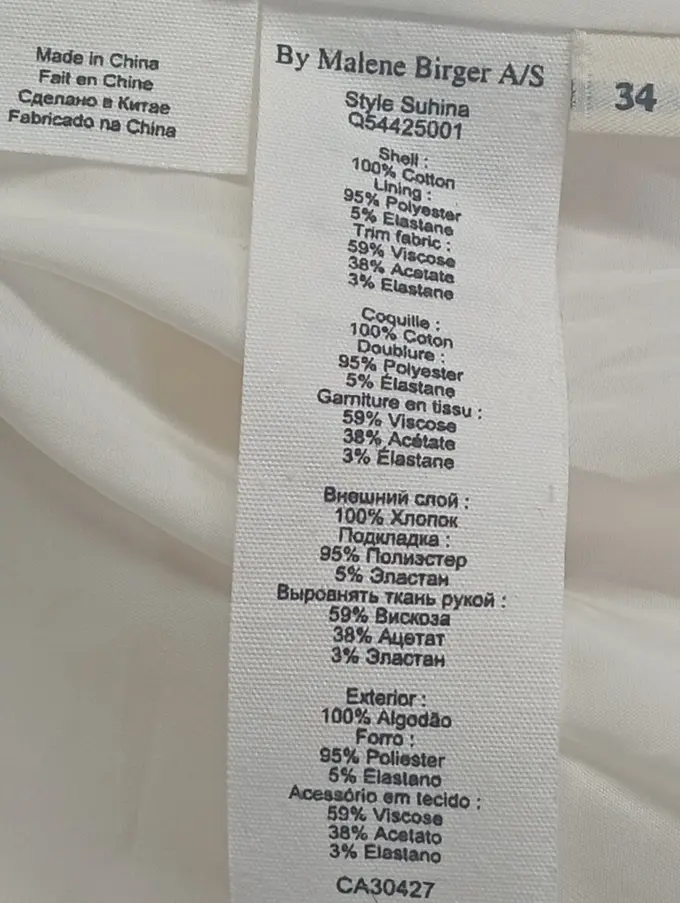 Made in China
Fait en Chine
Сделано в Китае
Fabricado na China
By Malene Birger A/S
Style Suhina
Q54425001
Shell :
100% Cotton
Lining :
95% Polyester
5% Elastane
Trim fabric :
59% Viscose
38% Acetate
3% Elastane
Coquille :
100% Coton
Doublure :
95% Polyester
5% Élastane
Garniture en tissu :
59% Viscose
38% Acétate
3% Élastane
Внешний слой :
100% Хлопок
Подкладка :
95% Полиэстер
5% Эластан
Выровнять ткань рукой :
59% Вискоза
38% Ацетат
3% Эластан
Exterior :
100% Algodão
Forro :
95% Poliester
5% Elastano
Acessório em tecido :
59% Viscose
38% Acetato
3% Elastano
CA30427
34